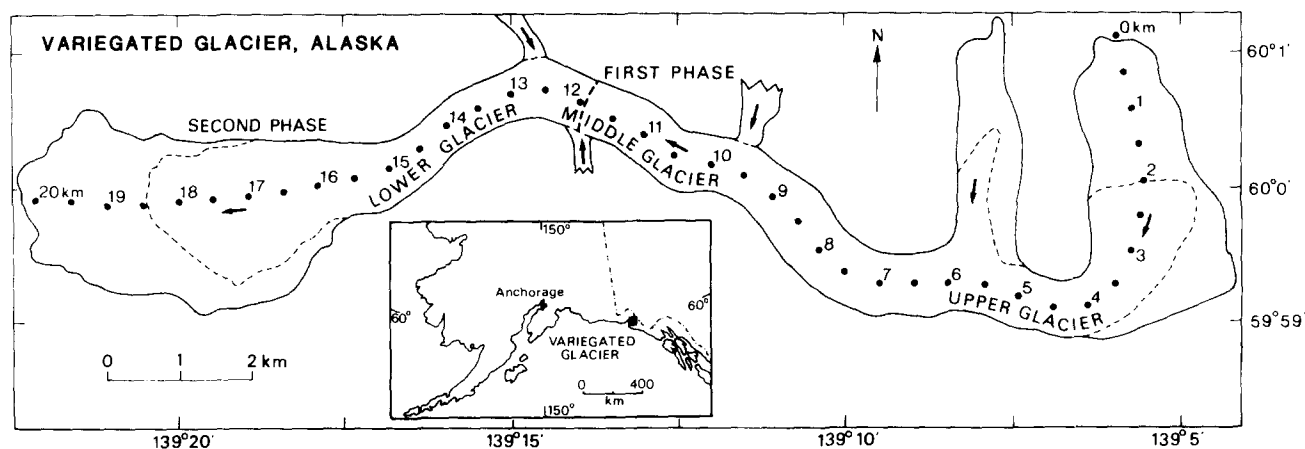 VARIEGATED GLACIER, ALASKA
N
0 km
60°1'
FIRST PHASE
13
12
1
14
MIDDLE GLACIER
11
SECOND PHASE
10
15
LOWER GLACIER
2
20 km
19
18
17
16
9
60°0'
8
3
7
6
5
4
UPPER GLACIER
59°59'
150°
Anchorage
60°
60°
VARIEGATED
GLACIER
0 400
km
150°
0 1 2 km
139°20'
139°15'
139°10'
139°5'